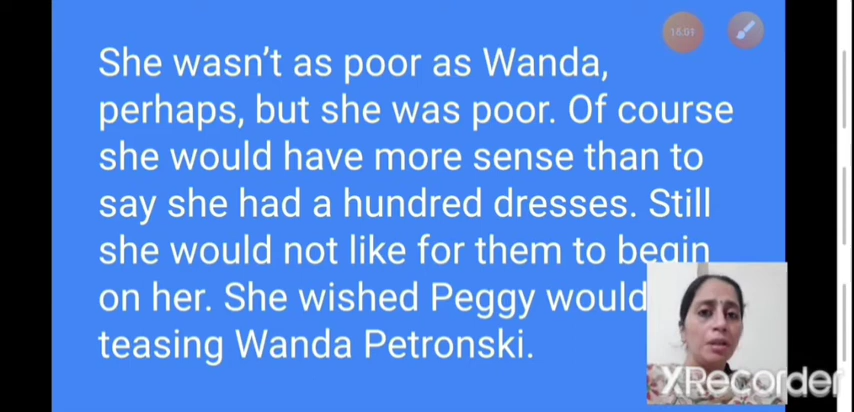 15:01
She wasn't as poor as Wanda,
perhaps, but she was poor. Of course
she would have more sense than to
say she had a hundred dresses. Still
she would not like for them to begin
on her. She wished Peggy would
teasing Wanda Petronski.
XRecorder